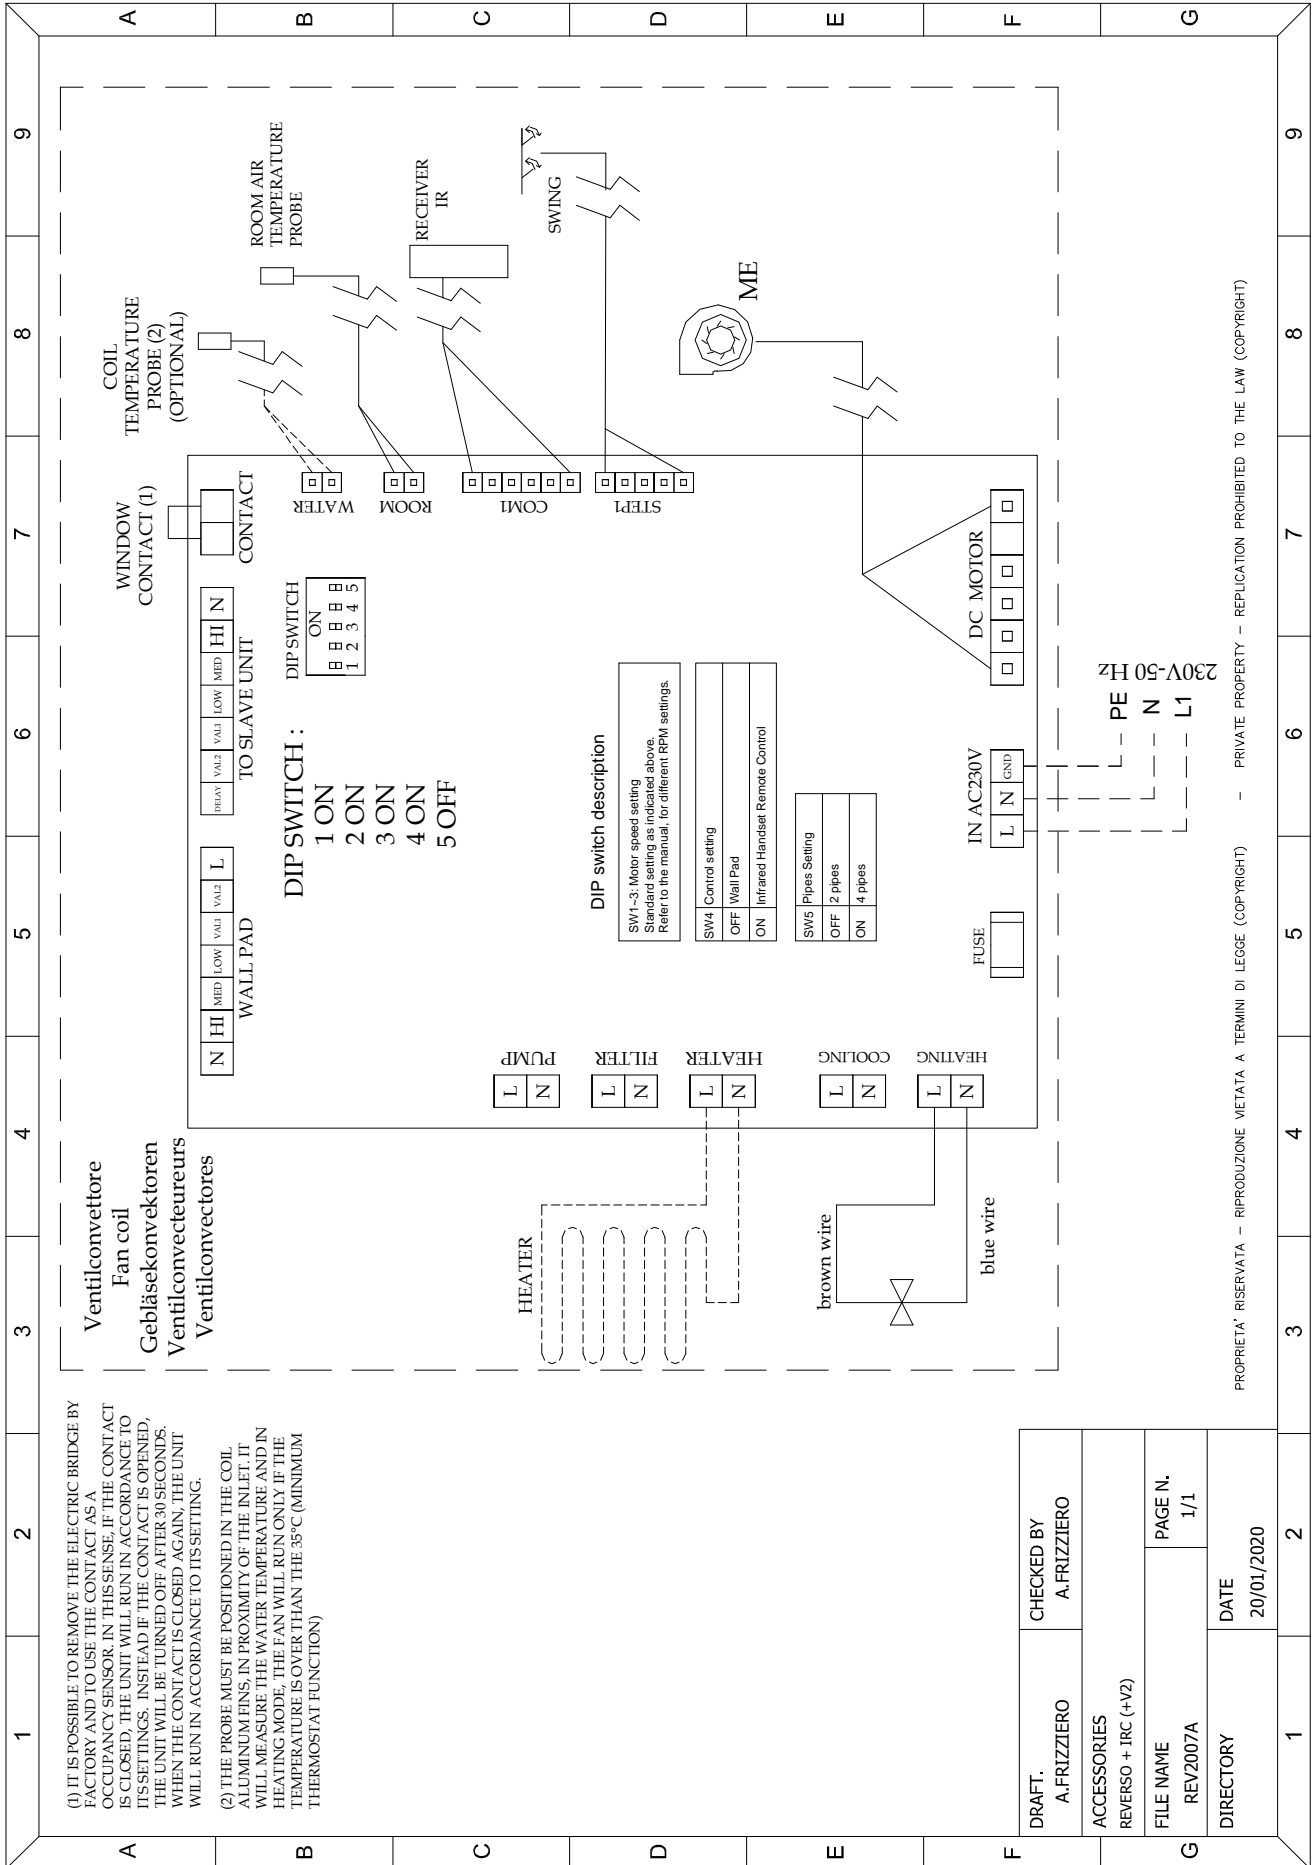 (1) IT IS POSSIBLE TO REMOVE THE ELECTRIC BRIDGE BY
FACTORY AND TO USE THE CONTACT AS A
OCCUPANCY SENSOR. IN THIS SENSE, IF THE CONTACT
IS CLOSED, THE UNIT WILL RUN IN ACCORDANCE TO
ITS SETTINGS. INSTEAD IF THE CONTACT IS OPENED,
THE UNIT WILL BE TURNED OFF AFTER 30 SECONDS.
WHEN THE CONTACT IS CLOSED AGAIN, THE UNIT
WILL RUN IN ACCORDANCE TO ITS SETTING.
(2) THE PROBE MUST BE POSITIONED IN THE COIL
ALUMINUM FINS, IN PROXIMITY OF THE INLET. IT
WILL MEASURE THE WATER TEMPERATURE AND IN
HEATING MODE, THE FAN WILL RUN ONLY IF THE
TEMPERATURE IS OVER THAN THE 35°C (MINIMUM
THERMOSTAT FUNCTION)
Ventilconvettore
Fan coil
Gebläsekonvektoren
Ventilconvecteureurs
Ventilconvectores
N HI MED LOW VAL1 VAL2 L
WALL PAD
DELAY VAL2 VAL1 LOW MED HI N
TO SLAVE UNIT
WINDOW
CONTACT (1)
CONTACT
COIL
TEMPERATURE
PROBE (2)
(OPTIONAL)
ROOM AIR
TEMPERATURE
PROBE
RECEIVER
IR
SWING
ME
WATER
ROOM
COM1
STEP1
DIP SWITCH
ON
1 2 3 4 5
DIP SWITCH :
1 ON
2 ON
3 ON
4 ON
5 OFF
DIP switch description
SW1~3: Motor speed setting
Standard setting as indicated above.
Refer to the manual, for different RPM settings.
SW4 Control setting
OFF Wall Pad
ON Infrared Handset Remote Control
SW5 Pipes Setting
OFF 2 pipes
ON 4 pipes
PUMP
L
N
FILTER
L
N
HEATER
L
N
COOLING
L
N
HEATING
L
N
HEATER
brown wire
blue wire
FUSE
IN AC230V
L N GND
DC MOTOR
PE
N
L1
230V-50 Hz
DRAFT.
A.FRIZZIERO
CHECKED BY
A.FRIZZIERO
ACCESSORIES
REVERSO + IRC (+V2)
FILE NAME
REV2007A
PAGE N.
1/1
DIRECTORY
DATE
20/01/2020
PROPRIETA' RISERVATA - RIPRODUZIONE VIETATA A TERMINI DI LEGGE (COPYRIGHT) - PRIVATE PROPERTY - REPLICATION PROHIBITED TO THE LAW (COPYRIGHT)
1 2 3 4 5 6 7 8 9
1 2 3 4 5 6 7 8 9
A
B
C
D
E
F
G
A
B
C
D
E
F
G